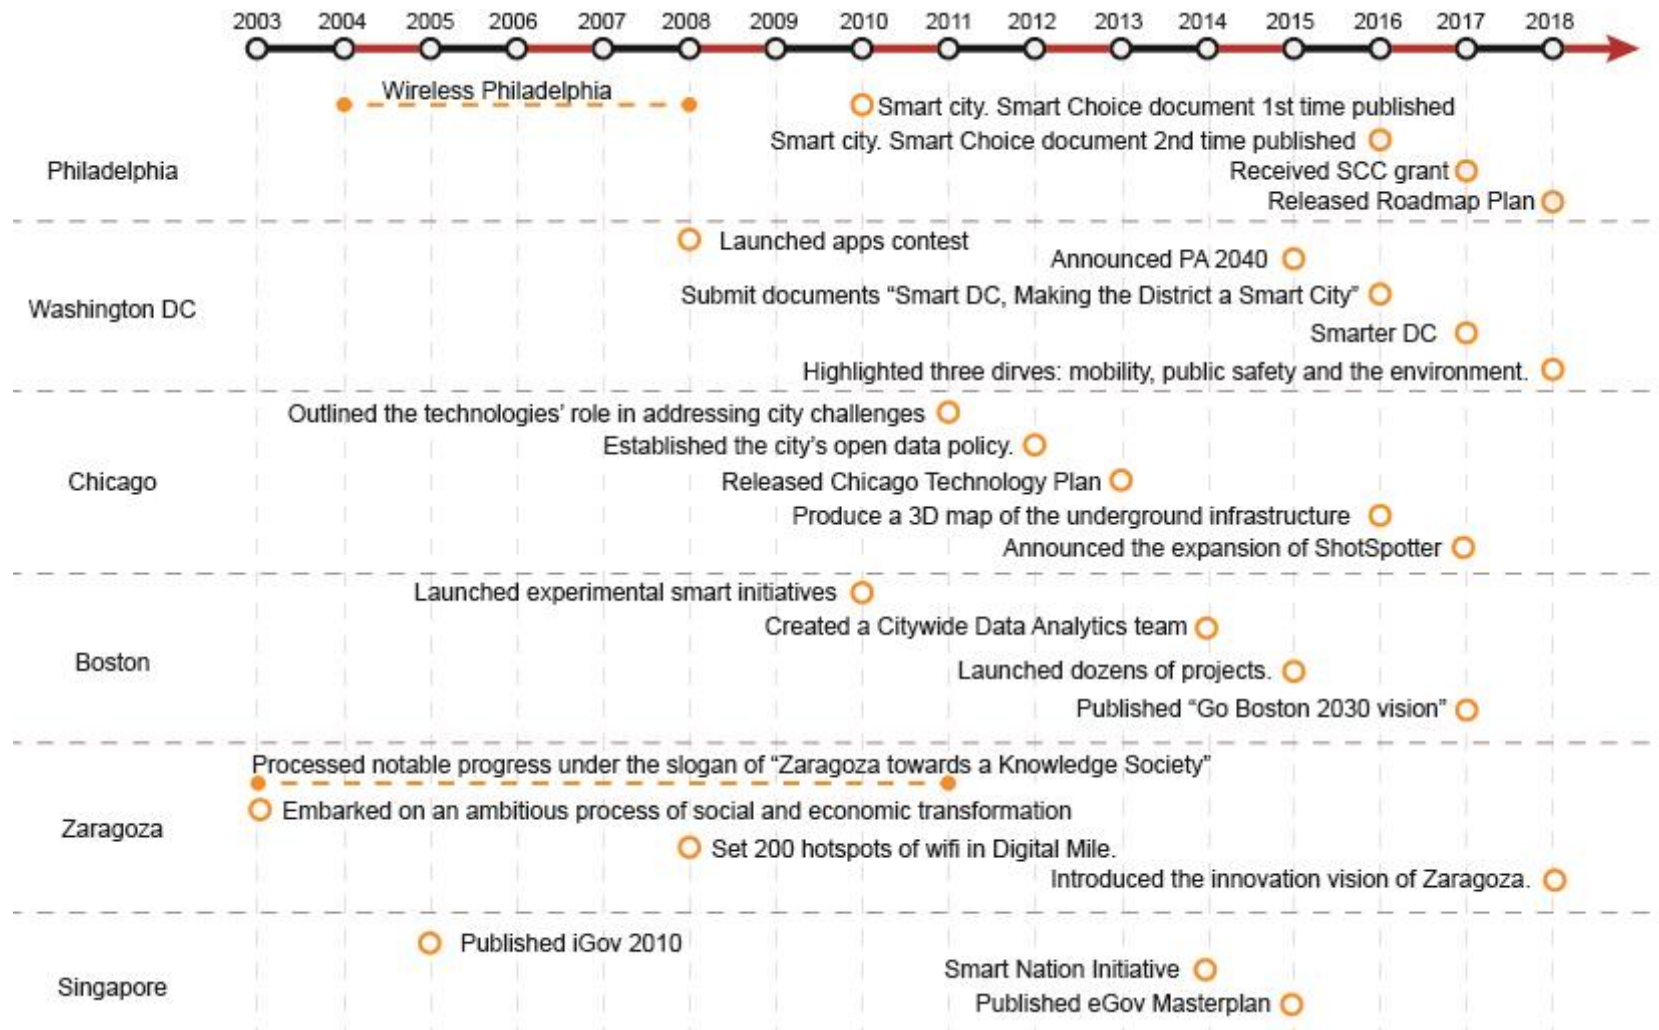 2003 2004 2005 2006 2007 2008 2009 2010 2011 2012 2013 2014 2015 2016 2017 2018
Wireless Philadelphia
Smart city. Smart Choice document 1st time published
Smart city. Smart Choice document 2nd time published
Philadelphia
Received SCC grant
Released Roadmap Plan
Launched apps contest
Announced PA 2040
Submit documents “Smart DC, Making the District a Smart City”
Washington DC
Smarter DC
Highlighted three dirves: mobility, public safety and the environment.
Outlined the technologies’ role in addressing city challenges
Established the city’s open data policy.
Chicago
Released Chicago Technology Plan
Produce a 3D map of the underground infrastructure
Announced the expansion of ShotSpotter
Launched experimental smart initiatives
Created a Citywide Data Analytics team
Boston
Launched dozens of projects.
Published “Go Boston 2030 vision”
Processed notable progress under the slogan of “Zaragoza towards a Knowledge Society”
Embarked on an ambitious process of social and economic transformation
Zaragoza
Set 200 hotspots of wifi in Digital Mile.
Introduced the innovation vision of Zaragoza.
Published iGov 2010
Smart Nation Initiative
Singapore
Published eGov Masterplan